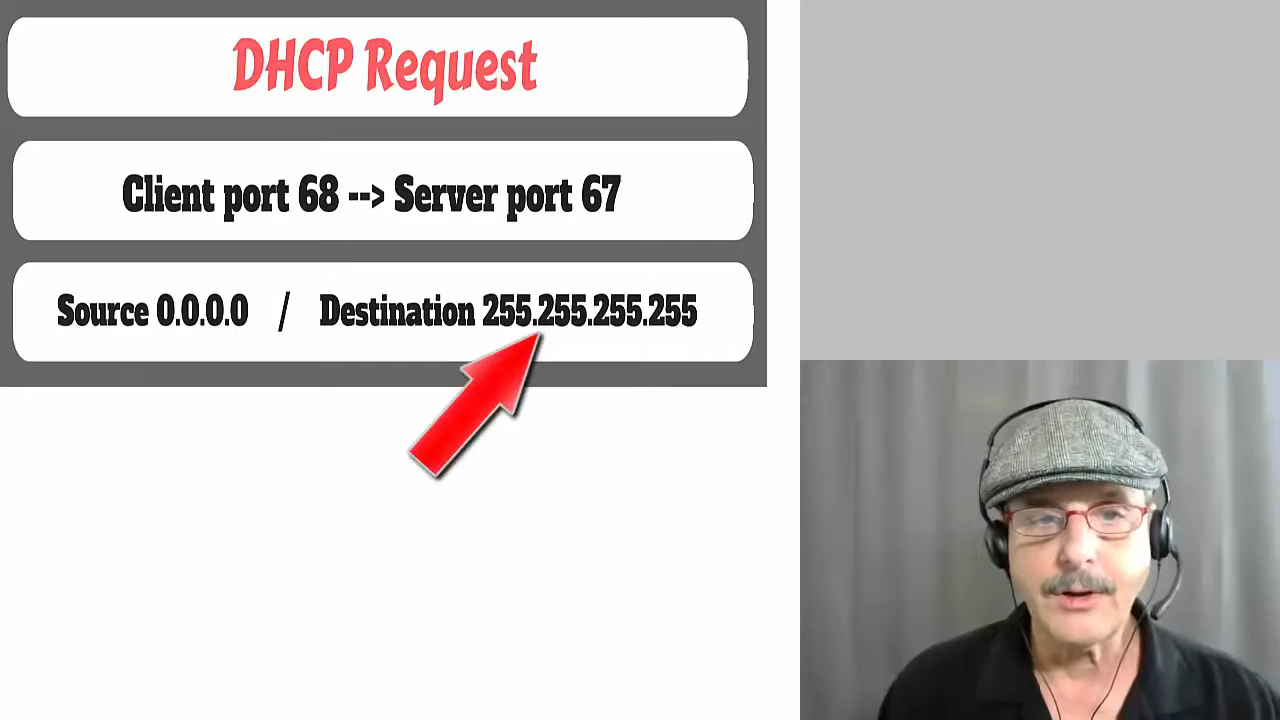 DHCP Request
Client port 68 --> Server port 67
Source 0.0.0.0 / Destination 255.255.255.255